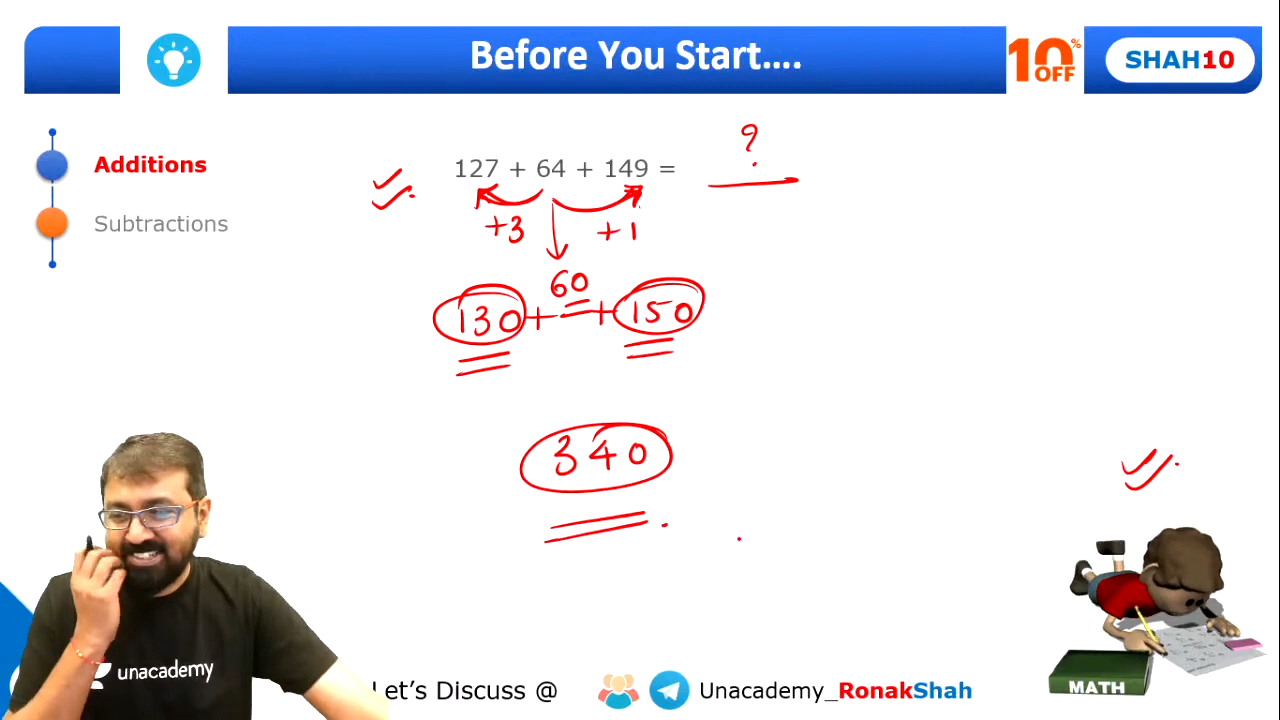 Before You Start....
10% OFF
SHAH10
Additions
Subtractions
127 + 64 + 149 =
?
+3
+1
60
130 + + 150
340
unacademy
MATH
Let's Discuss @
Unacademy_RonakShah